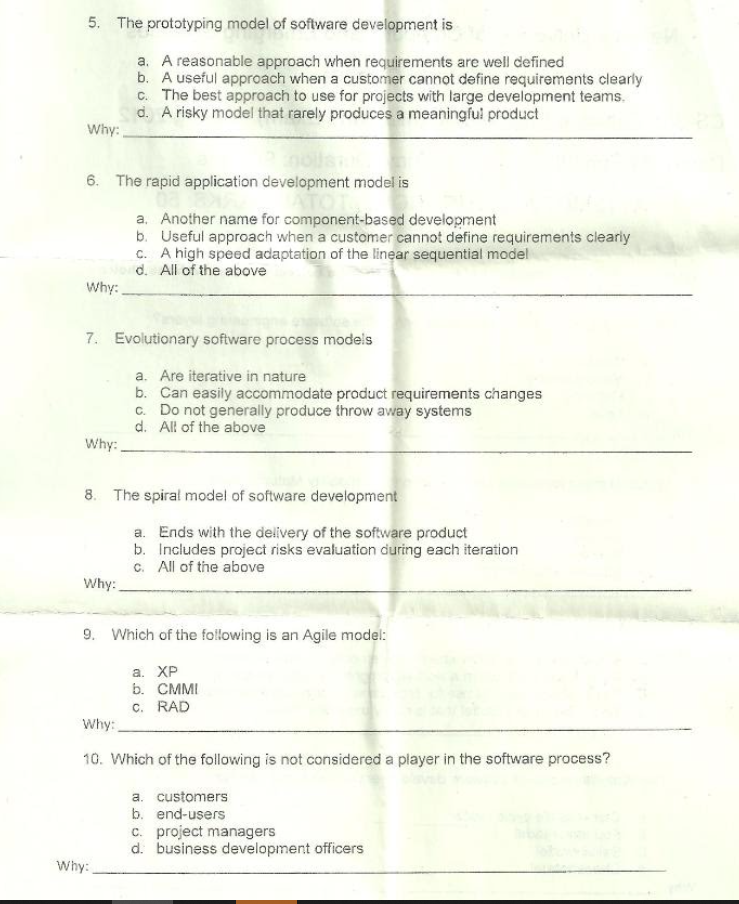 5. The prototyping model of software development is
a. A reasonable approach when requirements are well defined
b. A useful approach when a customer cannot define requirements clearly
c. The best approach to use for projects with large development teams.
d. A risky model that rarely produces a meaningful product
Why:
6. The rapid application development model is
a. Another name for component-based development
b. Useful approach when a customer cannot define requirements clearly
c. A high speed adaptation of the linear sequential model
d. All of the above
Why:
7. Evolutionary software process models
a. Are iterative in nature
b. Can easily accommodate product requirements changes
c. Do not generally produce throw away systems
d. All of the above
Why:
8. The spiral model of software development
a. Ends with the delivery of the software product
b. Includes project risks evaluation during each iteration
c. All of the above
Why:
9. Which of the following is an Agile model:
a. XP
b. CMMI
c. RAD
Why:
10. Which of the following is not considered a player in the software process?
a. customers
b. end-users
c. project managers
d. business development officers
Why: